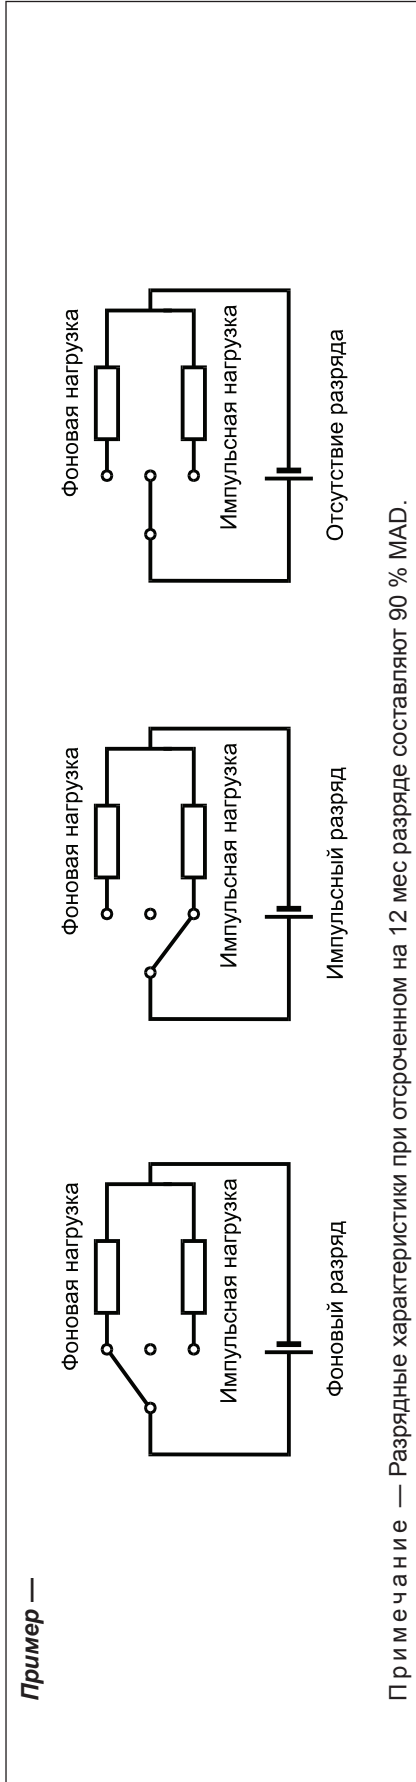 Пример —
Фоновая нагрузка
Импульсная нагрузка
Фоновый разряд
Фоновая нагрузка
Импульсная нагрузка
Импульсный разряд
Фоновая нагрузка
Импульсная нагрузка
Отсутствие разряда
Примечание — Разрядные характеристики при отсроченном на 12 мес разряде составляют 90 % MAD.